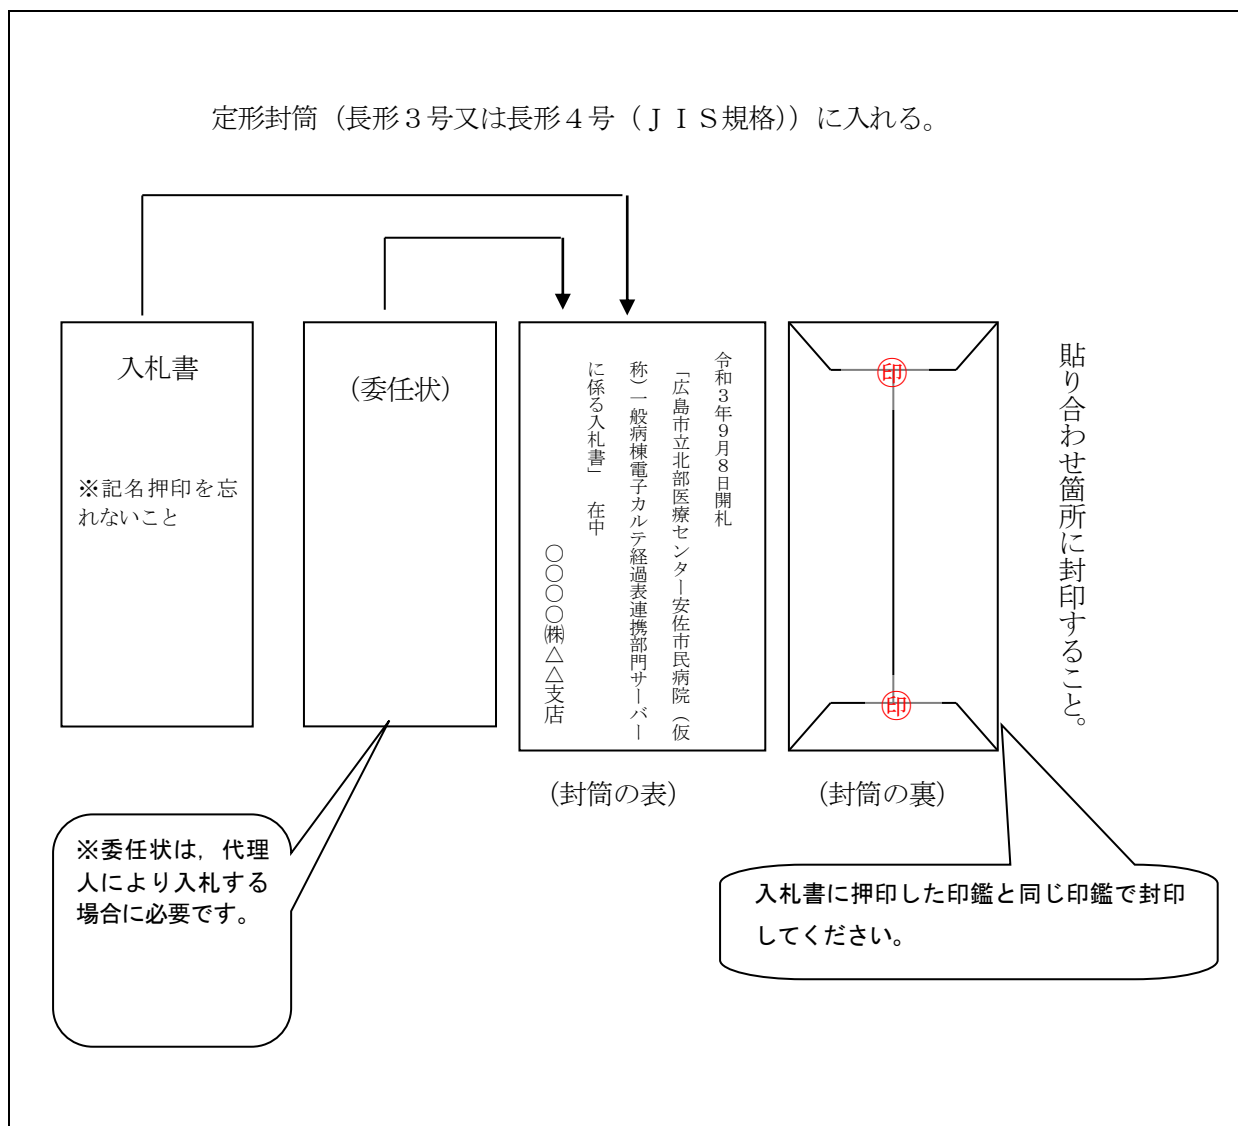 定形封筒（長形３号又は長形４号（ＪＩＳ規格））に入れる。
入札書
※記名押印を忘
れないこと
（委任状）
令和３年９月８日開札
「広島市立北部医療センター安佐市民病院（仮
称）一般病棟電子カルテ経過表連携部門サーバー
に係る入札書」　在中
○○○○㈱△△支店
印
印
貼り合わせ箇所に封印すること。
（封筒の表）
（封筒の裏）
※委任状は，代理
人により入札する
場合に必要です。
入札書に押印した印鑑と同じ印鑑で封印
してください。